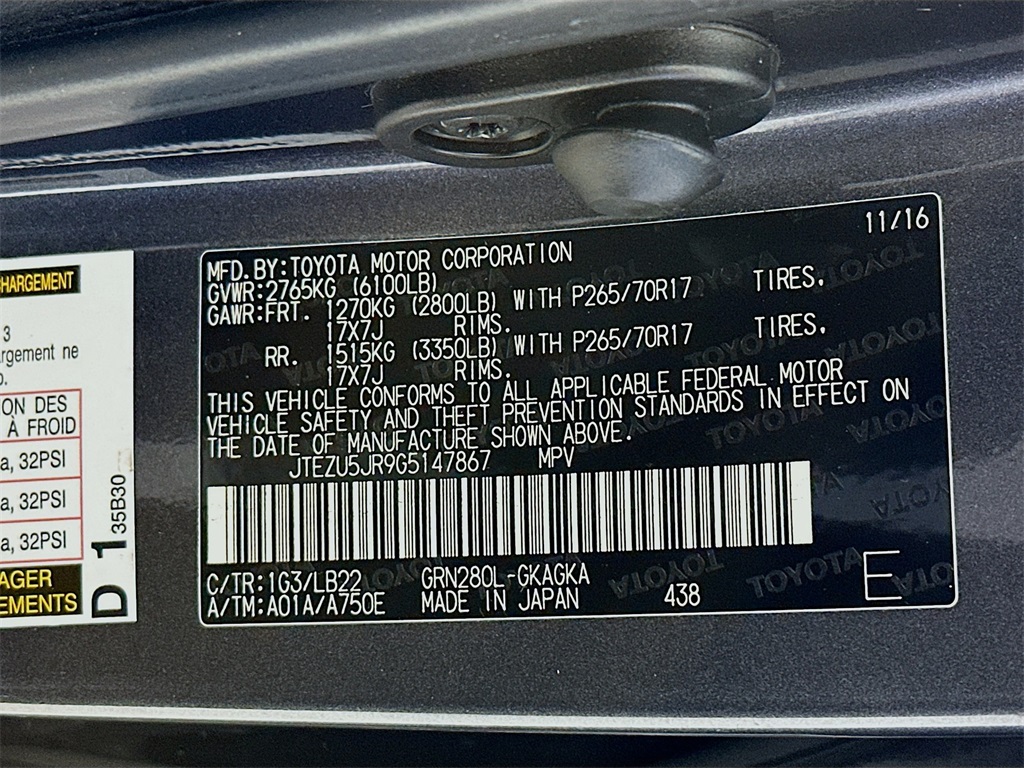 CHARGEMENT
3
argement ne
ION DES
À FROID
a, 32PSI
a, 32PSI
a, 32PSI
AGER
EMENTS
D 1 35B30
11/16
MFD.BY:TOYOTA MOTOR CORPORATION
GVWR:2765KG (6100LB)
GAWR:FRT. 1270KG (2800LB) WITH P265/70R17 TIRES,
17X7J RIMS.
RR. 1515KG (3350LB) WITH P265/70R17 TIRES,
17X7J RIMS.
THIS VEHICLE CONFORMS TO ALL APPLICABLE FEDERAL MOTOR
VEHICLE SAFETY AND THEFT PREVENTION STANDARDS IN EFFECT ON
THE DATE OF MANUFACTURE SHOWN ABOVE.
JTEZU5JR9G5147867 MPV
C/TR:1G3/LB22 GRN280L-GKAGKA
A/TM:A01A/A750E MADE IN JAPAN 438 E